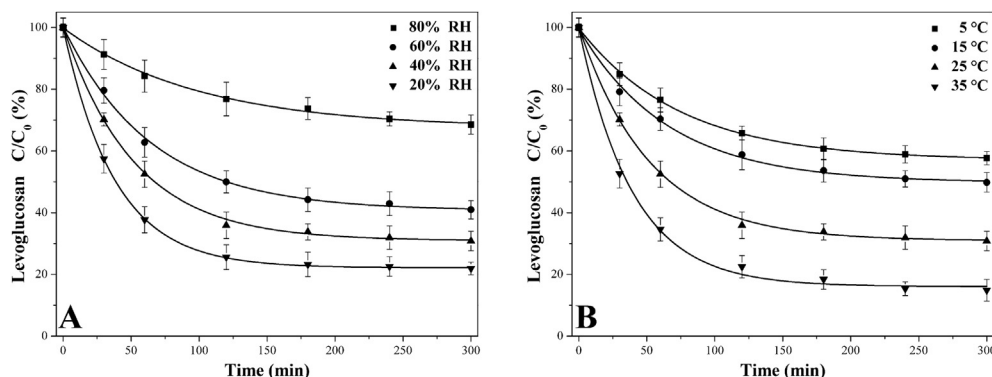 100
80
60
40
20
0
Levoglucosan C/C₀ (%)
80% RH
60% RH
40% RH
20% RH
A
0 50 100 150 200 250 300
Time (min)
100
80
60
40
20
0
Levoglucosan C/C₀ (%)
5 °C
15 °C
25 °C
35 °C
B
0 50 100 150 200 250 300
Time (min)